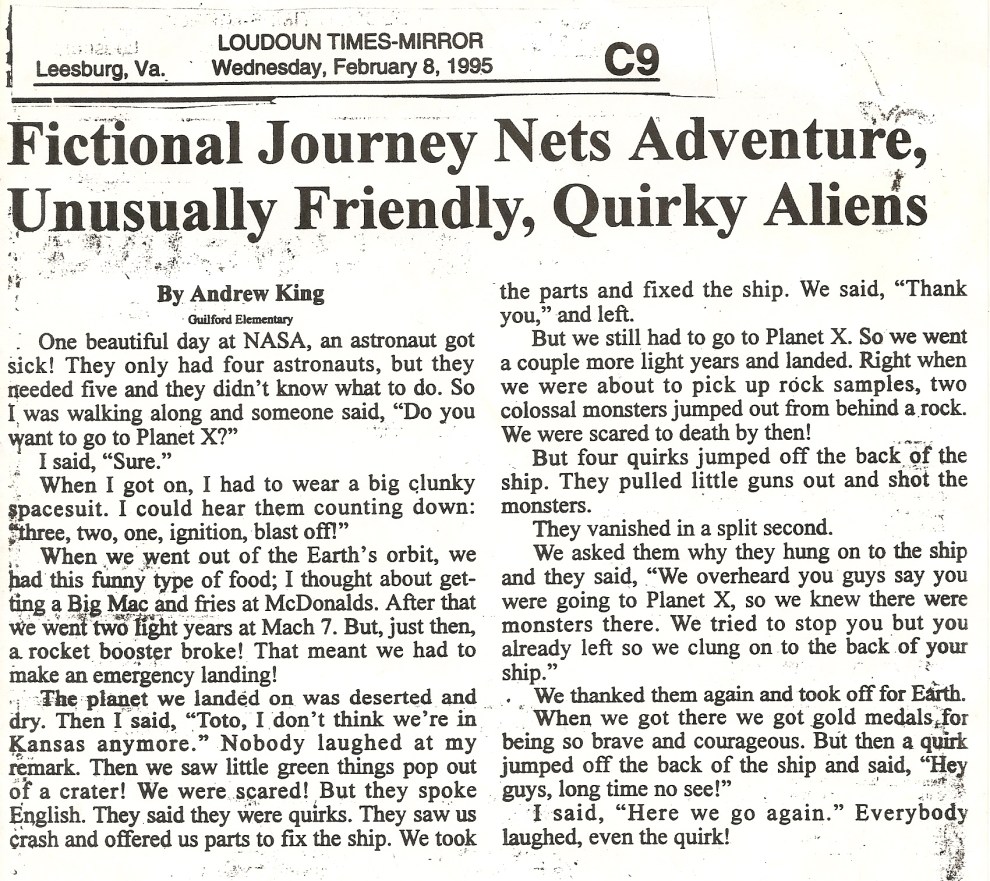 LOUDOUN TIMES-MIRROR
Leesburg, Va. Wednesday, February 8, 1995 C9
Fictional Journey Nets Adventure,
Unusually Friendly, Quirky Aliens
By Andrew King
Guilford Elementary
One beautiful day at NASA, an astronaut got
sick! They only had four astronauts, but they
needed five and they didn't know what to do. So
I was walking along and someone said, "Do you
want to go to Planet X?"
I said, "Sure."
When I got on, I had to wear a big clunky
spacesuit. I could hear them counting down:
"three, two, one, ignition, blast off!"
When we went out of the Earth's orbit, we
had this funny type of food; I thought about get-
ting a Big Mac and fries at McDonalds. After that
we went two light years at Mach 7. But, just then,
a rocket booster broke! That meant we had to
make an emergency landing!
The planet we landed on was deserted and
dry. Then I said, "Toto, I don't think we're in
Kansas anymore." Nobody laughed at my
remark. Then we saw little green things pop out
of a crater! We were scared! But they spoke
English. They said they were quirks. They saw us
crash and offered us parts to fix the ship. We took
the parts and fixed the ship. We said, "Thank
you," and left.
But we still had to go to Planet X. So we went
a couple more light years and landed. Right when
we were about to pick up rock samples, two
colossal monsters jumped out from behind a rock.
We were scared to death by then!
But four quirks jumped off the back of the
ship. They pulled little guns out and shot the
monsters.
They vanished in a split second.
We asked them why they hung on to the ship
and they said, "We overheard you guys say you
were going to Planet X, so we knew there were
monsters there. We tried to stop you but you
already left so we clung on to the back of your
ship."
We thanked them again and took off for Earth.
When we got there we got gold medals for
being so brave and courageous. But then a quirk
jumped off the back of the ship and said, "Hey
guys, long time no see!"
I said, "Here we go again." Everybody
laughed, even the quirk!